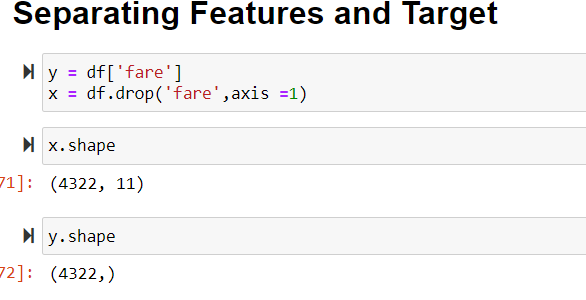 Separating Features and Target
y = df['fare']
x = df.drop('fare',axis =1)
x.shape
71]: (4322, 11)
y.shape
72]: (4322,)